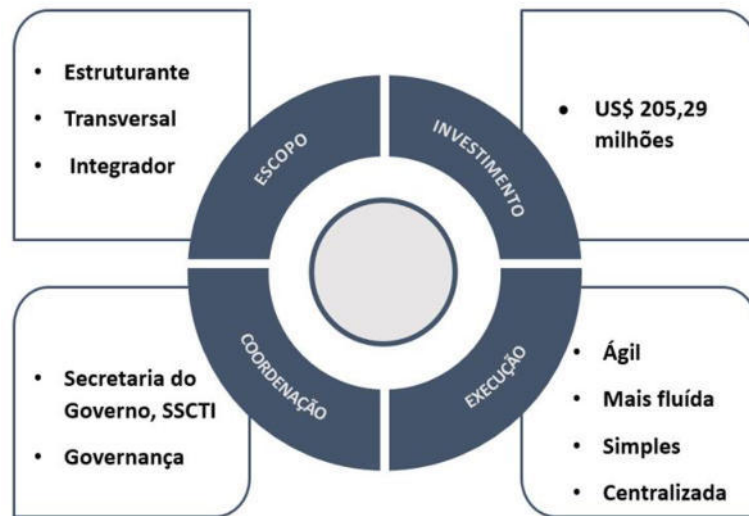 • Estruturante
• Transversal
• Integrador
ESCOPO
INVESTIMENTO
• US$ 205,29
milhões
• Secretaria do
Governo, SSCTI
• Governança
COORDENAÇÃO
EXECUÇÃO
• Ágil
• Mais fluída
• Simples
• Centralizada